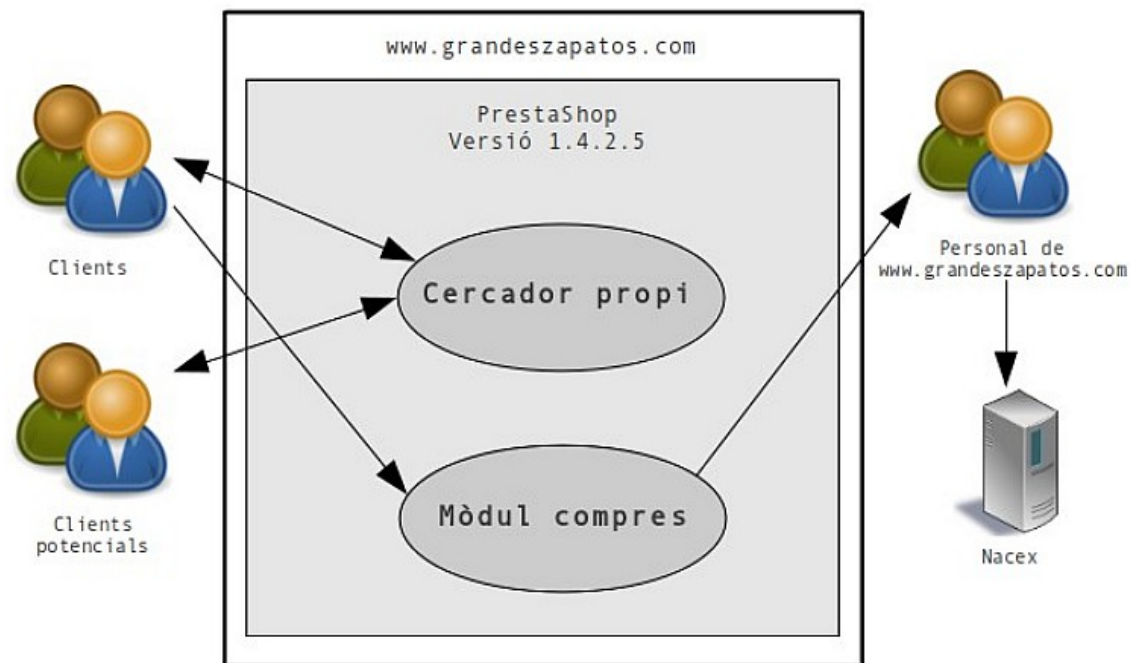 www.grandeszapatos.com
PrestaShop
Versió 1.4.2.5
Clients
Cercador propi
Personal de
www.grandeszapatos.com
Clients
potencials
Mòdul compres
Nacex